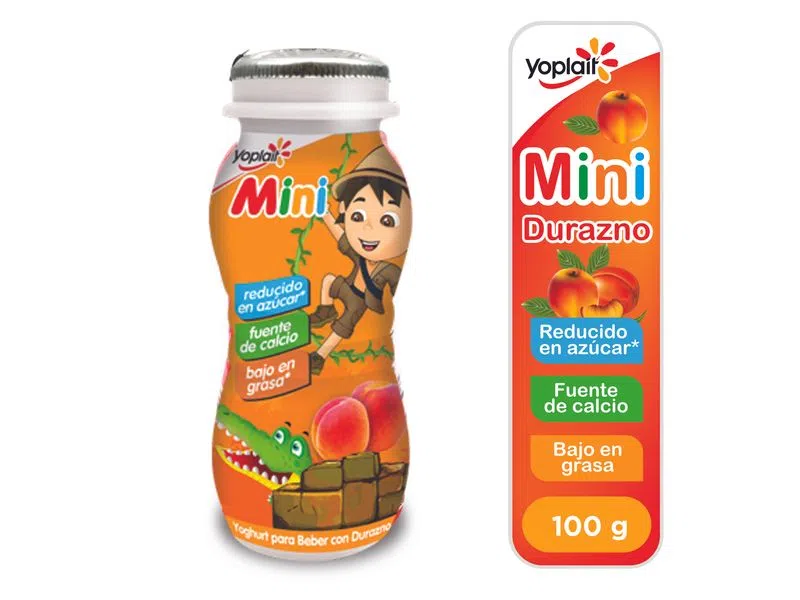 yoplait
Mini
reducido
en azúcar*
fuente
de calcio
bajo en
grasa*
Yoghurt para Beber con Durazno
yoplait
Mini
Durazno
Reducido
en azúcar*
Fuente
de calcio
Bajo en
grasa
100 g